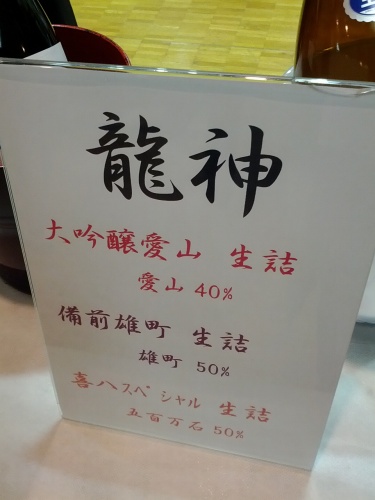 龍神
大吟醸愛山 生詰
愛山 40%
備前雄町 生詰
雄町 50%
喜八スペシャル 生詰
五百万石 50%